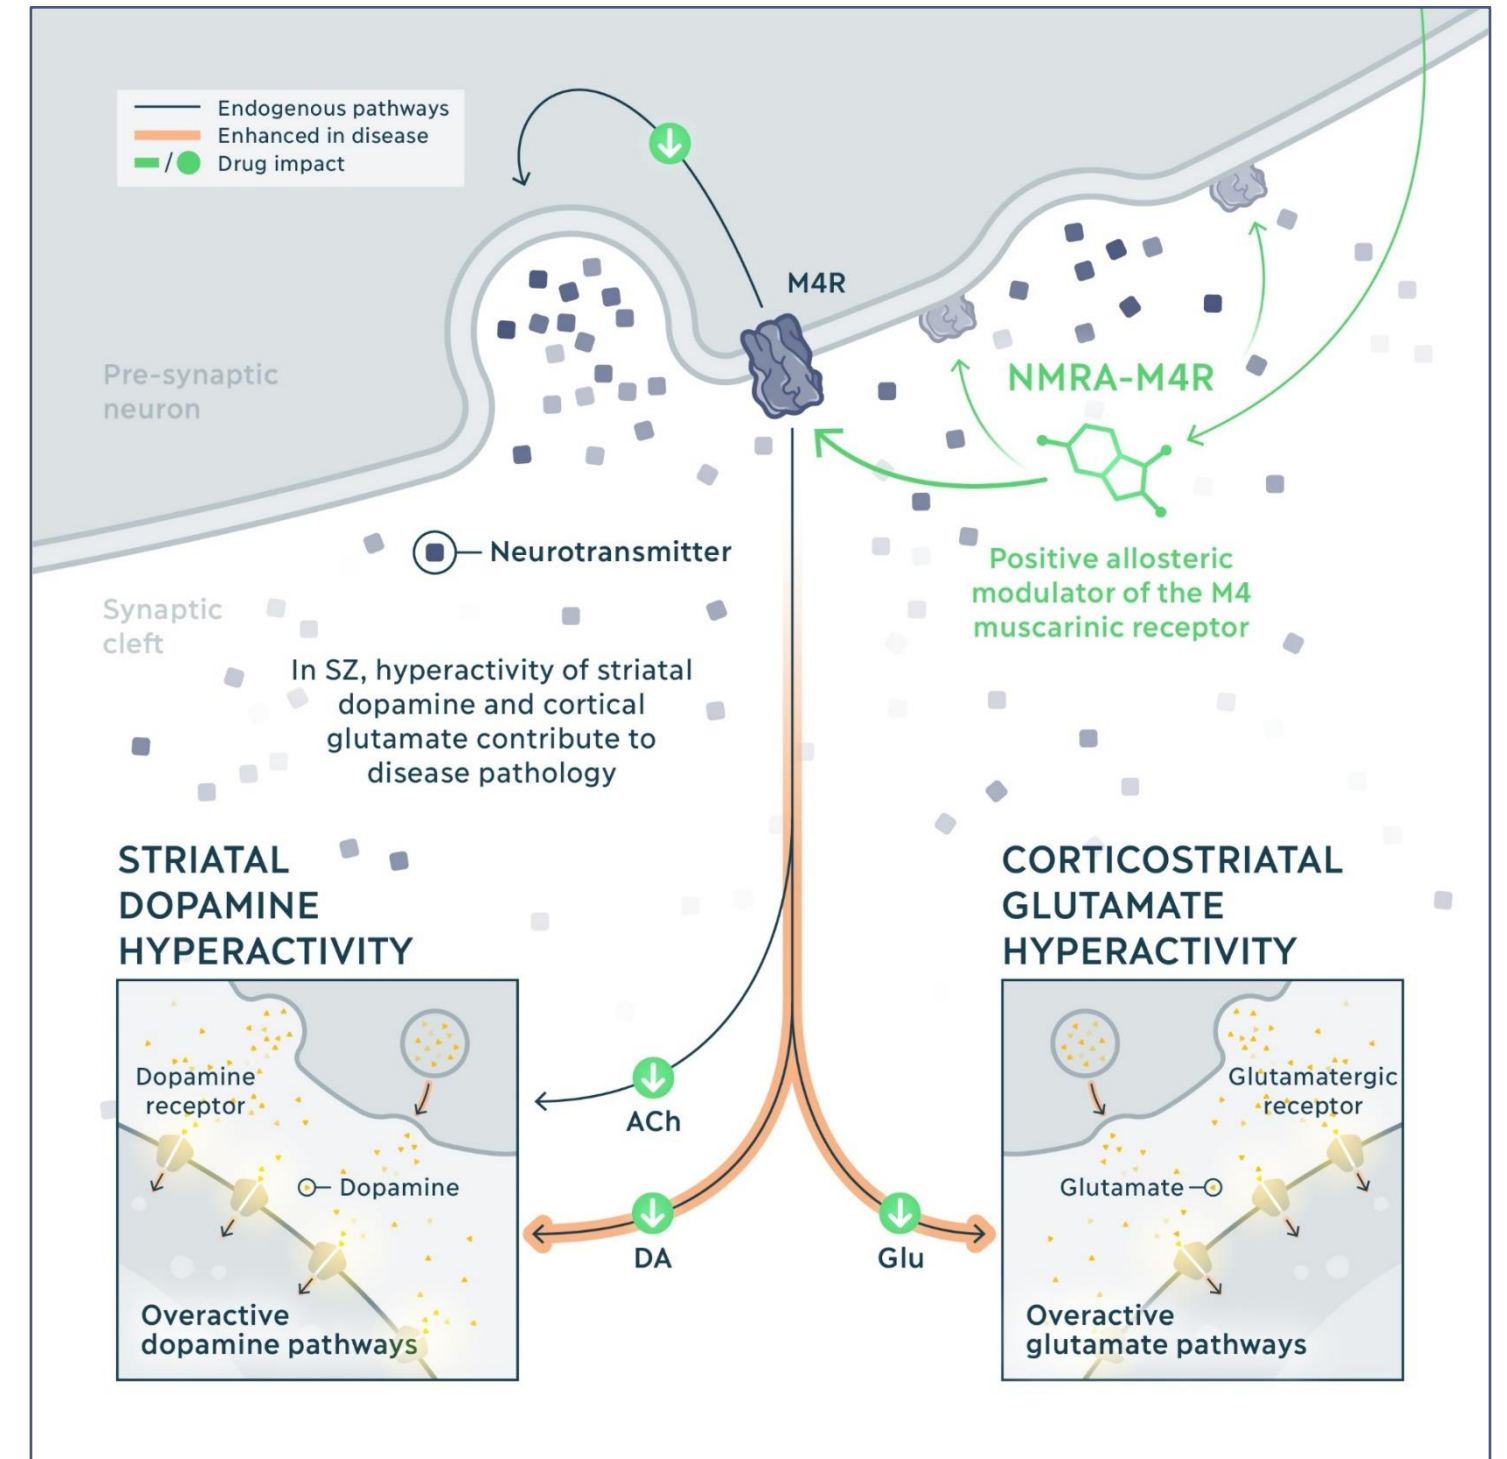 Endogenous pathways
Enhanced in disease
/ Drug impact
M4R
Pre-synaptic
neuron
NMRA-M4R
Neurotransmitter
Positive allosteric
modulator of the M4
muscarinic receptor
Synaptic
cleft
In SZ, hyperactivity of striatal
dopamine and cortical
glutamate contribute to
disease pathology
STRIATAL
DOPAMINE
HYPERACTIVITY
Dopamine
receptor
Dopamine
Overactive
dopamine pathways
ACh
DA
Glu
CORTICOSTRIATAL
GLUTAMATE
HYPERACTIVITY
Glutamatergic
receptor
Glutamate
Overactive
glutamate pathways